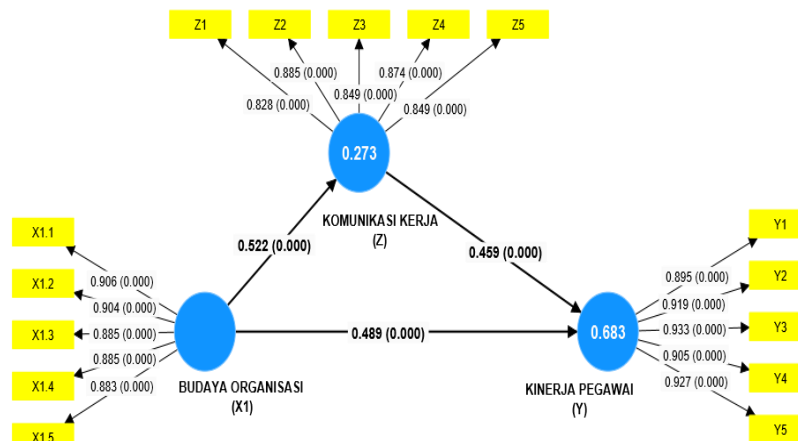 Z1
Z2
Z3
Z4
Z5
0.828 (0.000)
0.885 (0.000)
0.849 (0.000)
0.874 (0.000)
0.849 (0.000)
0.273
KOMUNIKASI KERJA
(Z)
0.522 (0.000)
0.459 (0.000)
X1.1
X1.2
X1.3
X1.4
X1.5
0.906 (0.000)
0.904 (0.000)
0.885 (0.000)
0.885 (0.000)
0.883 (0.000)
BUDAYA ORGANISASI
(X1)
0.489 (0.000)
0.683
KINERJA PEGAWAI
(Y)
0.895 (0.000)
0.919 (0.000)
0.933 (0.000)
0.905 (0.000)
0.927 (0.000)
Y1
Y2
Y3
Y4
Y5